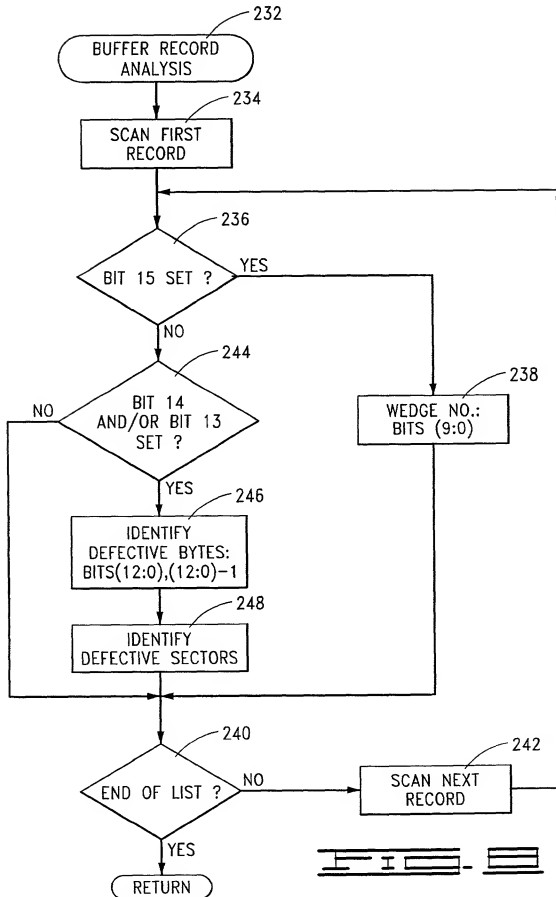 232
BUFFER RECORD
ANALYSIS
234
SCAN FIRST
RECORD
236
BIT 15 SET ?
YES
NO
244
238
NO
BIT 14
AND/OR BIT 13
SET ?
WEDGE NO.:
BITS (9:0)
YES
246
IDENTIFY
DEFECTIVE BYTES:
BITS(12:0),(12:0)-1
248
IDENTIFY
DEFECTIVE SECTORS
240
242
END OF LIST ?
NO
SCAN NEXT
RECORD
YES
RETURN